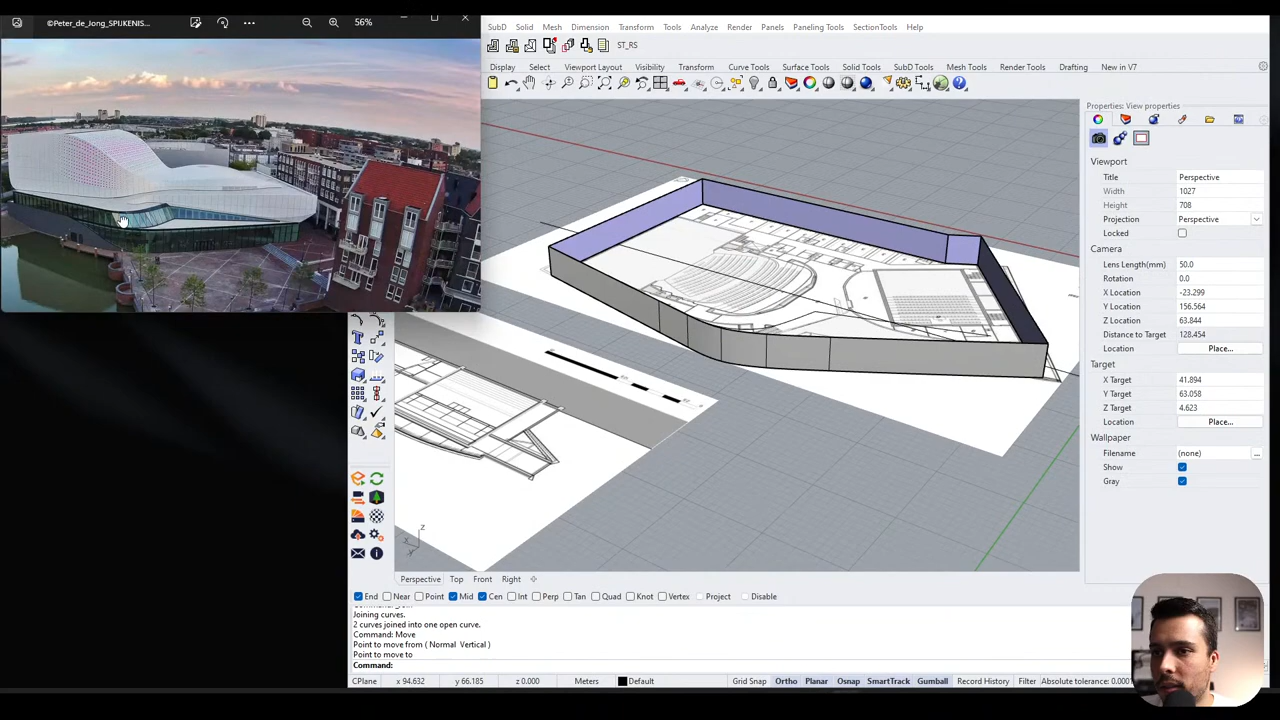 ©Peter_de_Jong_SPIJKENIS...
56%
SubD Solid Mesh Dimension Transform Tools Analyze Render Panels Paneling SectionTools Help
ST_RS
Display Select Viewport Layout Visibility Transform Curve Tools Surface Tools Solid Tools SubD Tools Mesh Tools Render Tools Drafting New in V7
Properties: View properties
Viewport
Title Perspective
Width 1027
Height 708
Projection Perspective
Locked
Camera
Lens Length(mm) 50.0
Rotation 0.0
X Location -23.299
Y Location 156.564
Z Location 63.844
Distance to Target 128.454
Location Place...
Target
X Target 41.894
Y Target 63.058
Z Target 4.623
Location Place...
Wallpaper
Filename (none) ...
Show
Gray
z
x
y
Perspective Top Front Right
End Near Point Mid Cen Int Perp Tan Quad Knot Vertex Project Disable
Joining curves.
2 curves joined into one open curve.
Command: Move
Point to move from ( Normal Vertical )
Point to move to
Command:
CPlane x 94.632 y 66.185 z 0.000 Meters Default Grid Snap Ortho Planar Osnap SmartTrack Gumball Record History Filter Absolute tolerance: 0.0001